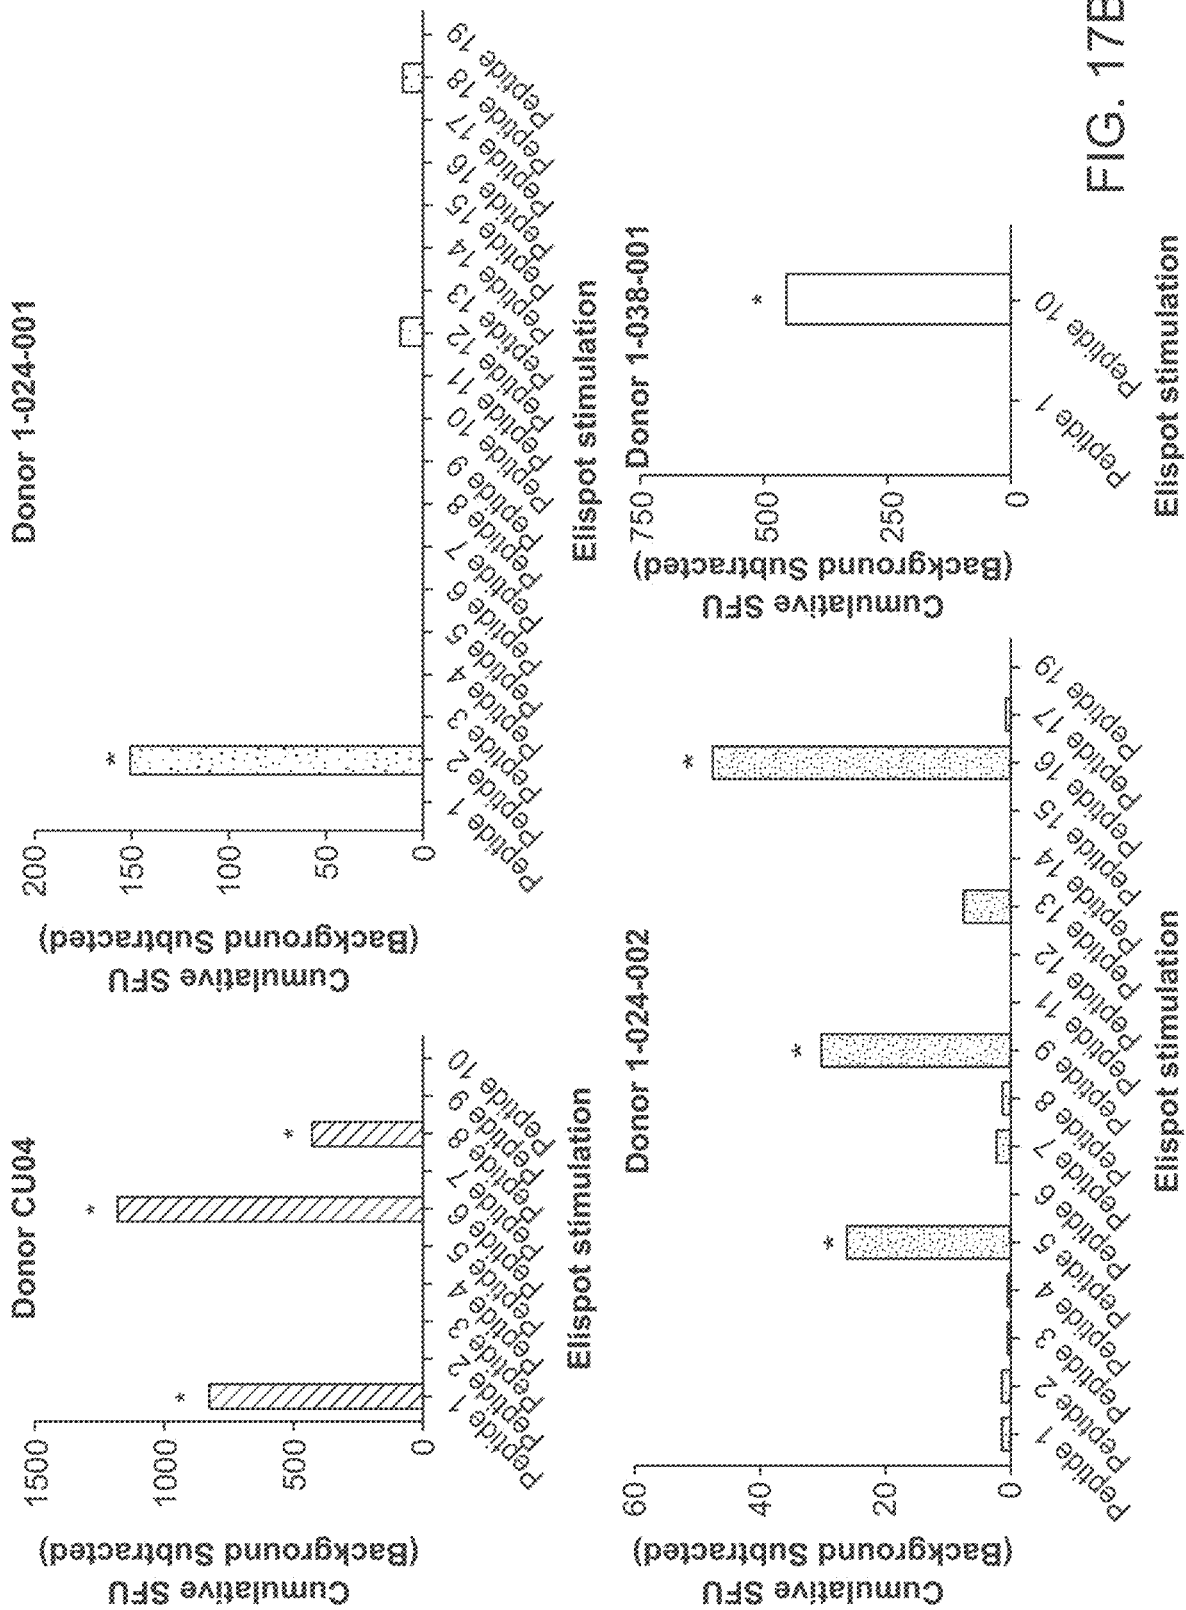 Donor CU04
Cumulative SFU
(Background Subtracted)
1500
1000
500
0
*
*
*
Peptide 1
Peptide 2
Peptide 3
Peptide 4
Peptide 5
Peptide 6
Peptide 7
Peptide 8
Peptide 9
Peptide 10
Elispot stimulation
Donor 1-024-001
Cumulative SFU
(Background Subtracted)
200
150
100
50
0
*
Peptide 1
Peptide 2
Peptide 3
Peptide 4
Peptide 5
Peptide 6
Peptide 7
Peptide 8
Peptide 9
Peptide 10
Peptide 11
Peptide 12
Peptide 13
Peptide 14
Peptide 15
Peptide 16
Peptide 17
Peptide 18
Peptide 19
Elispot stimulation
Donor 1-024-002
Cumulative SFU
(Background Subtracted)
60
40
20
0
*
*
*
Peptide 1
Peptide 2
Peptide 3
Peptide 4
Peptide 5
Peptide 6
Peptide 7
Peptide 8
Peptide 9
Peptide 11
Peptide 12
Peptide 13
Peptide 14
Peptide 15
Peptide 16
Peptide 17
Peptide 19
Elispot stimulation
Donor 1-038-001
Cumulative SFU
(Background Subtracted)
750
500
250
0
*
Peptide 1
Peptide 10
Elispot stimulation
FIG. 17B